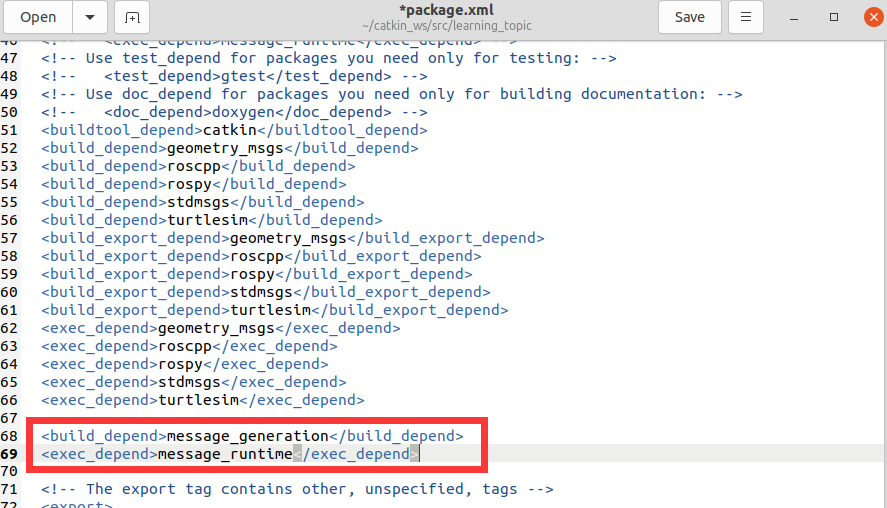 Open
*package.xml
~/catkin_ws/src/learning_topic
Save
46 <!-- <exec_depend>message_runtime</exec_depend> -->
47 <!-- Use test_depend for packages you need only for testing: -->
48 <!--   <test_depend>gtest</test_depend> -->
49 <!-- Use doc_depend for packages you need only for building documentation: -->
50 <!--   <doc_depend>doxygen</doc_depend> -->
51 <buildtool_depend>catkin</buildtool_depend>
52 <build_depend>geometry_msgs</build_depend>
53 <build_depend>roscpp</build_depend>
54 <build_depend>rospy</build_depend>
55 <build_depend>stdmsgs</build_depend>
56 <build_depend>turtlesim</build_depend>
57 <build_export_depend>geometry_msgs</build_export_depend>
58 <build_export_depend>roscpp</build_export_depend>
59 <build_export_depend>rospy</build_export_depend>
60 <build_export_depend>stdmsgs</build_export_depend>
61 <build_export_depend>turtlesim</build_export_depend>
62 <exec_depend>geometry_msgs</exec_depend>
63 <exec_depend>roscpp</exec_depend>
64 <exec_depend>rospy</exec_depend>
65 <exec_depend>stdmsgs</exec_depend>
66 <exec_depend>turtlesim</exec_depend>
67
68 <build_depend>message_generation</build_depend>
69 <exec_depend>message_runtime</exec_depend>
70
71 <!-- The export tag contains other, unspecified, tags -->
72 <export>